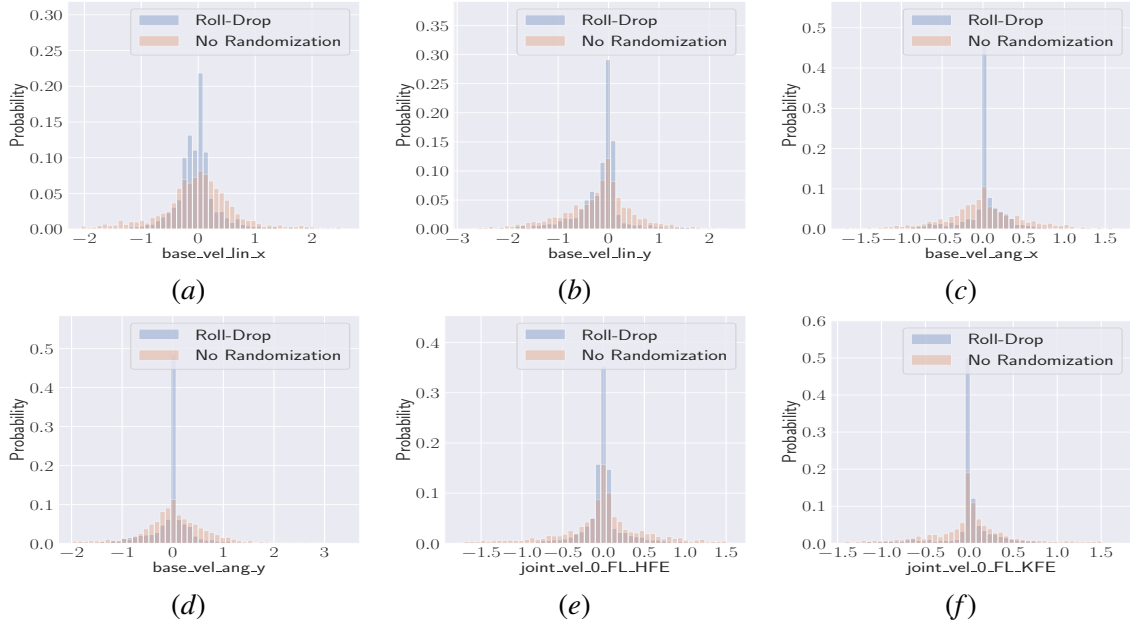 Roll-Drop
No Randomization
Probability
0.30
0.25
0.20
0.15
0.10
0.05
0.00
−2 −1 0 1 2
base_vel_lin_x
(a)
Roll-Drop
No Randomization
Probability
0.35
0.30
0.25
0.20
0.15
0.10
0.05
0.00
−3 −2 −1 0 1 2
base_vel_lin_y
(b)
Roll-Drop
No Randomization
Probability
0.5
0.4
0.3
0.2
0.1
0.0
−1.5 −1.0 −0.5 0.0 0.5 1.0 1.5
base_vel_ang_x
(c)
Roll-Drop
No Randomization
Probability
0.5
0.4
0.3
0.2
0.1
0.0
−2 −1 0 1 2 3
base_vel_ang_y
(d)
Roll-Drop
No Randomization
Probability
0.4
0.3
0.2
0.1
0.0
−1.5 −1.0 −0.5 0.0 0.5 1.0 1.5
joint_vel_0_FL_HFE
(e)
Roll-Drop
No Randomization
Probability
0.6
0.5
0.4
0.3
0.2
0.1
0.0
−1.5 −1.0 −0.5 0.0 0.5 1.0 1.5
joint_vel_0_FL_KFE
(f)